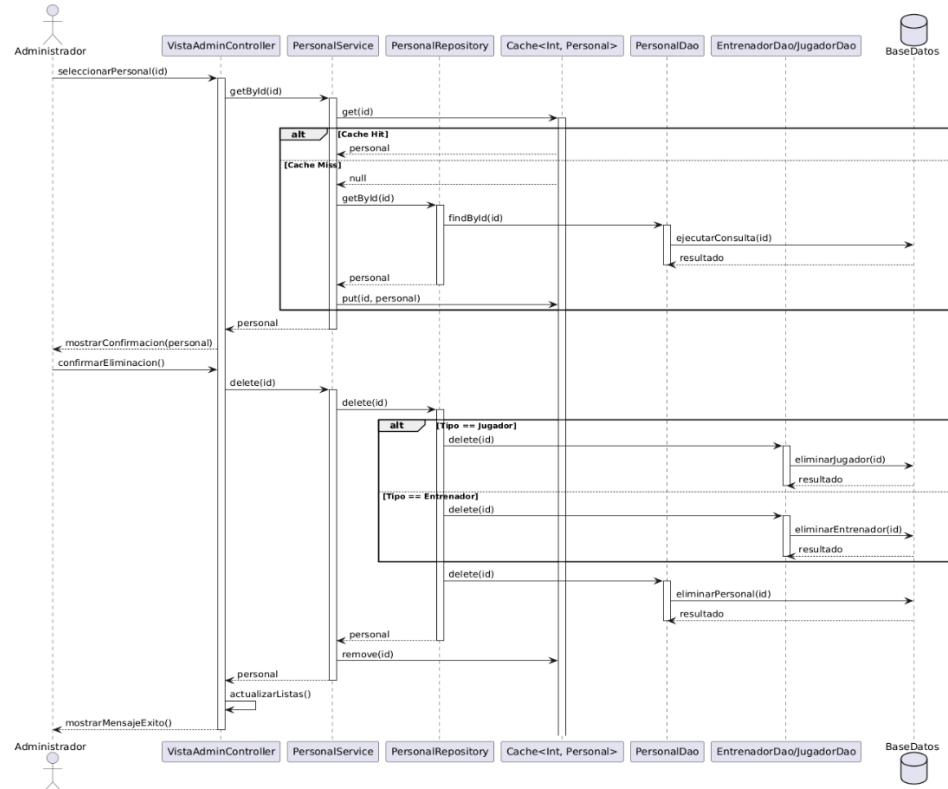 Administrador
VistaAdminController
PersonalService
PersonalRepository
Cache<Int, Personal>
PersonalDao
EntrenadorDao/JugadorDao
BaseDatos
seleccionarPersonal(id)
getById(id)
get(id)
alt [Cache Hit]
personal
[Cache Miss]
null
getById(id)
findById(id)
ejecutarConsulta(id)
resultado
personal
put(id, personal)
personal
mostrarConfirmacion(personal)
confirmarEliminacion()
delete(id)
delete(id)
alt [Tipo == Jugador]
delete(id)
eliminarJugador(id)
resultado
[Tipo == Entrenador]
delete(id)
eliminarEntrenador(id)
resultado
delete(id)
eliminarPersonal(id)
resultado
personal
remove(id)
personal
actualizarListas()
mostrarMensajeExito()
Administrador
VistaAdminController
PersonalService
PersonalRepository
Cache<Int, Personal>
PersonalDao
EntrenadorDao/JugadorDao
BaseDatos